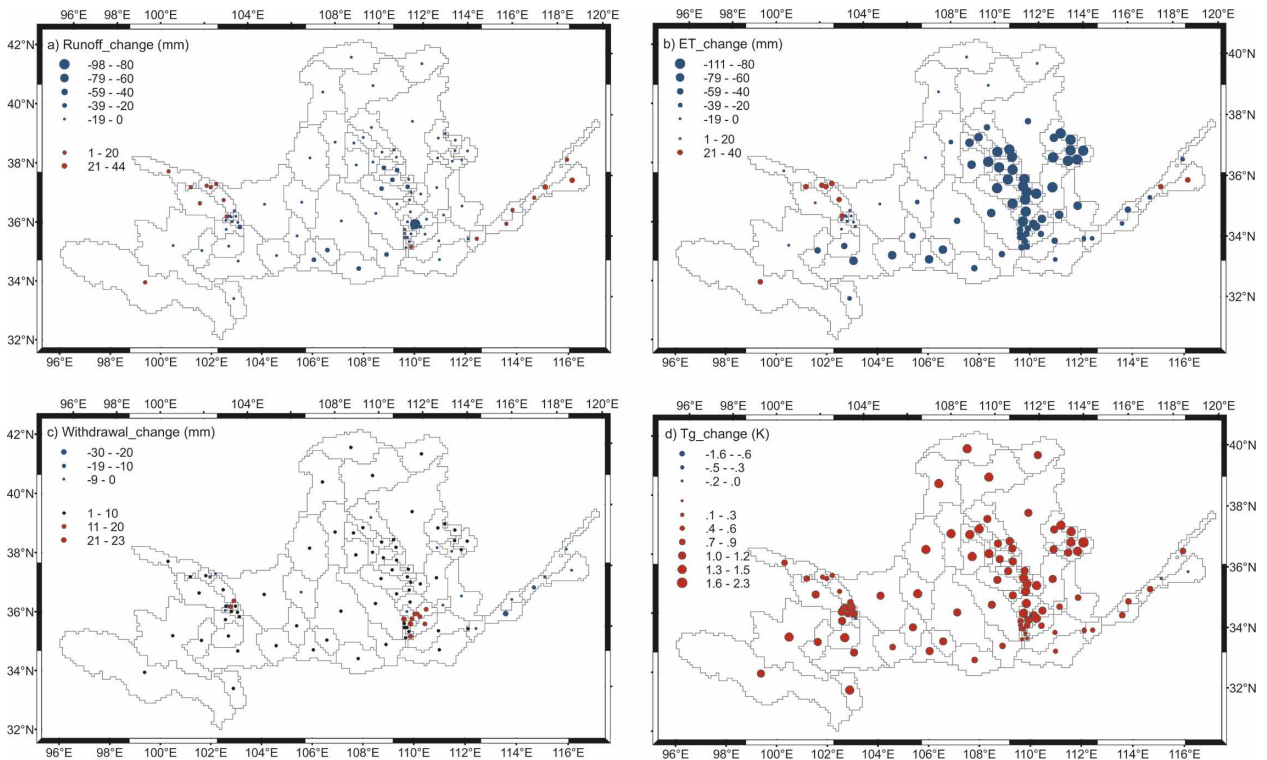 96°E 98°E 100°E 102°E 104°E 106°E 108°E 110°E 112°E 114°E 116°E 118°E 120°E
42°N
a) Runoff_change (mm)
-98 - -80
-79 - -60
-59 - -40
-39 - -20
-19 - 0
1 - 20
21 - 44
40°N
38°N
36°N
34°N
32°N
96°E 98°E 100°E 102°E 104°E 106°E 108°E 110°E 112°E 114°E 116°E
96°E 98°E 100°E 102°E 104°E 106°E 108°E 110°E 112°E 114°E 116°E 118°E 120°E
b) ET_change (mm)
-111 - -80
-79 - -60
-59 - -40
-39 - -20
-19 - 0
1 - 20
21 - 40
40°N
38°N
36°N
34°N
32°N
96°E 98°E 100°E 102°E 104°E 106°E 108°E 110°E 112°E 114°E 116°E
96°E 100°E 102°E 104°E 106°E 108°E 110°E 112°E 114°E 116°E 118°E 120°E
42°N
c) Withdrawal_change (mm)
-30 - -20
-19 - -10
-9 - 0
1 - 10
11 - 20
21 - 23
40°N
38°N
36°N
34°N
32°N
96°E 98°E 100°E 102°E 104°E 106°E 108°E 110°E 112°E 114°E 116°E
96°E 98°E 100°E 102°E 104°E 106°E 108°E 110°E 112°E 114°E 116°E 118°E E
d) Tg_change (K)
-1.6 - -.6
-.5 - -.3
-.2 - .0
.1 - .3
.4 - .6
.7 - .9
1.0 - 1.2
1.3 - 1.5
1.6 - 2.3
40°N
38°N
36°N
34°N
32°N
96°E 98°E 100°E 102°E 104°E 106°E 108°E 110°E 112°E 114°E 116°E